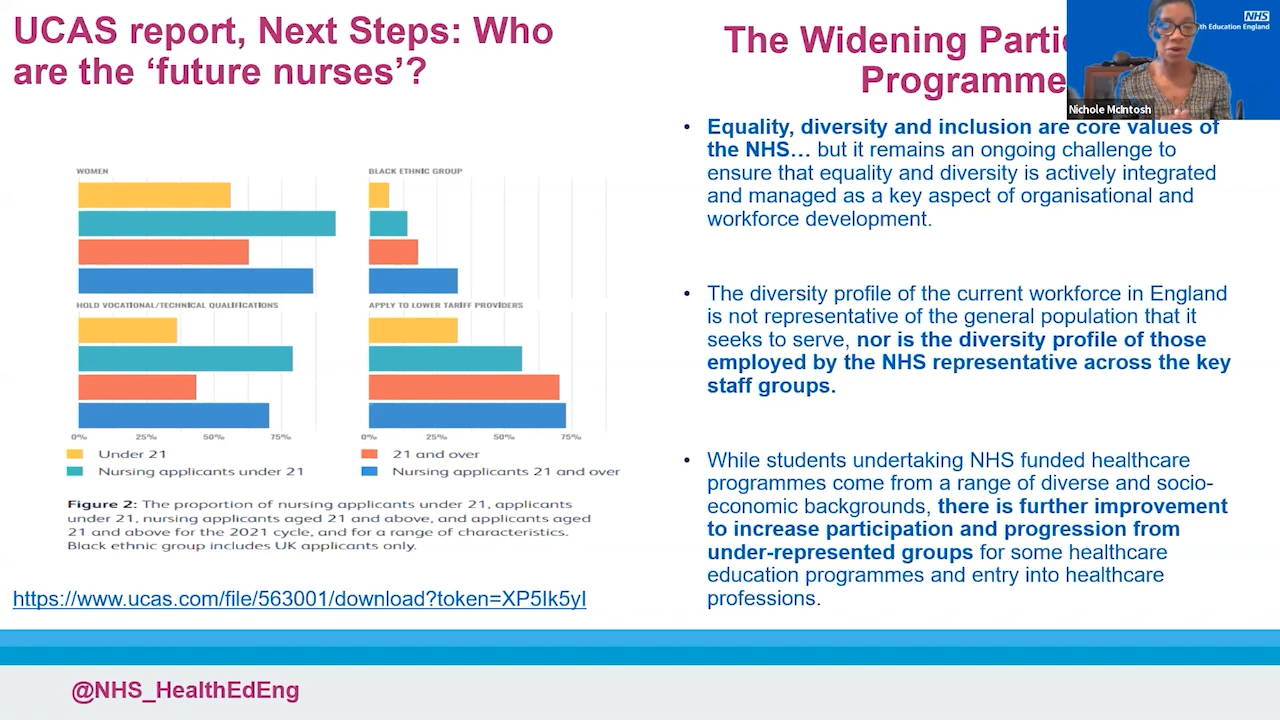 UCAS report, Next Steps: Who
are the ‘future nurses’?
WOMEN
BLACK ETHNIC GROUP
HOLD VOCATIONAL/TECHNICAL QUALIFICATIONS
APPLY TO LOWER TARIFF PROVIDERS
0% 25% 50% 75%
0% 25% 50% 75%
Under 21
21 and over
Nursing applicants under 21
Nursing applicants 21 and over
Figure 2: The proportion of nursing applicants under 21, applicants
under 21, nursing applicants aged 21 and above, and applicants aged
21 and above for the 2021 cycle, and for a range of characteristics.
Black ethnic group includes UK applicants only.
https://www.ucas.com/file/563001/download?token=XP5Ik5yI
The Widening
Programme
NHS
Education England
Nichole McIntosh
• Equality, diversity and inclusion are core values of
the NHS… but it remains an ongoing challenge to
ensure that equality and diversity is actively integrated
and managed as a key aspect of organisational and
workforce development.
• The diversity profile of the current workforce in England
is not representative of the general population that it
seeks to serve, nor is the diversity profile of those
employed by the NHS representative across the key
staff groups.
• While students undertaking NHS funded healthcare
programmes come from a range of diverse and socio-
economic backgrounds, there is further improvement
to increase participation and progression from
under-represented groups for some healthcare
education programmes and entry into healthcare
professions.
@NHS_HealthEdEng